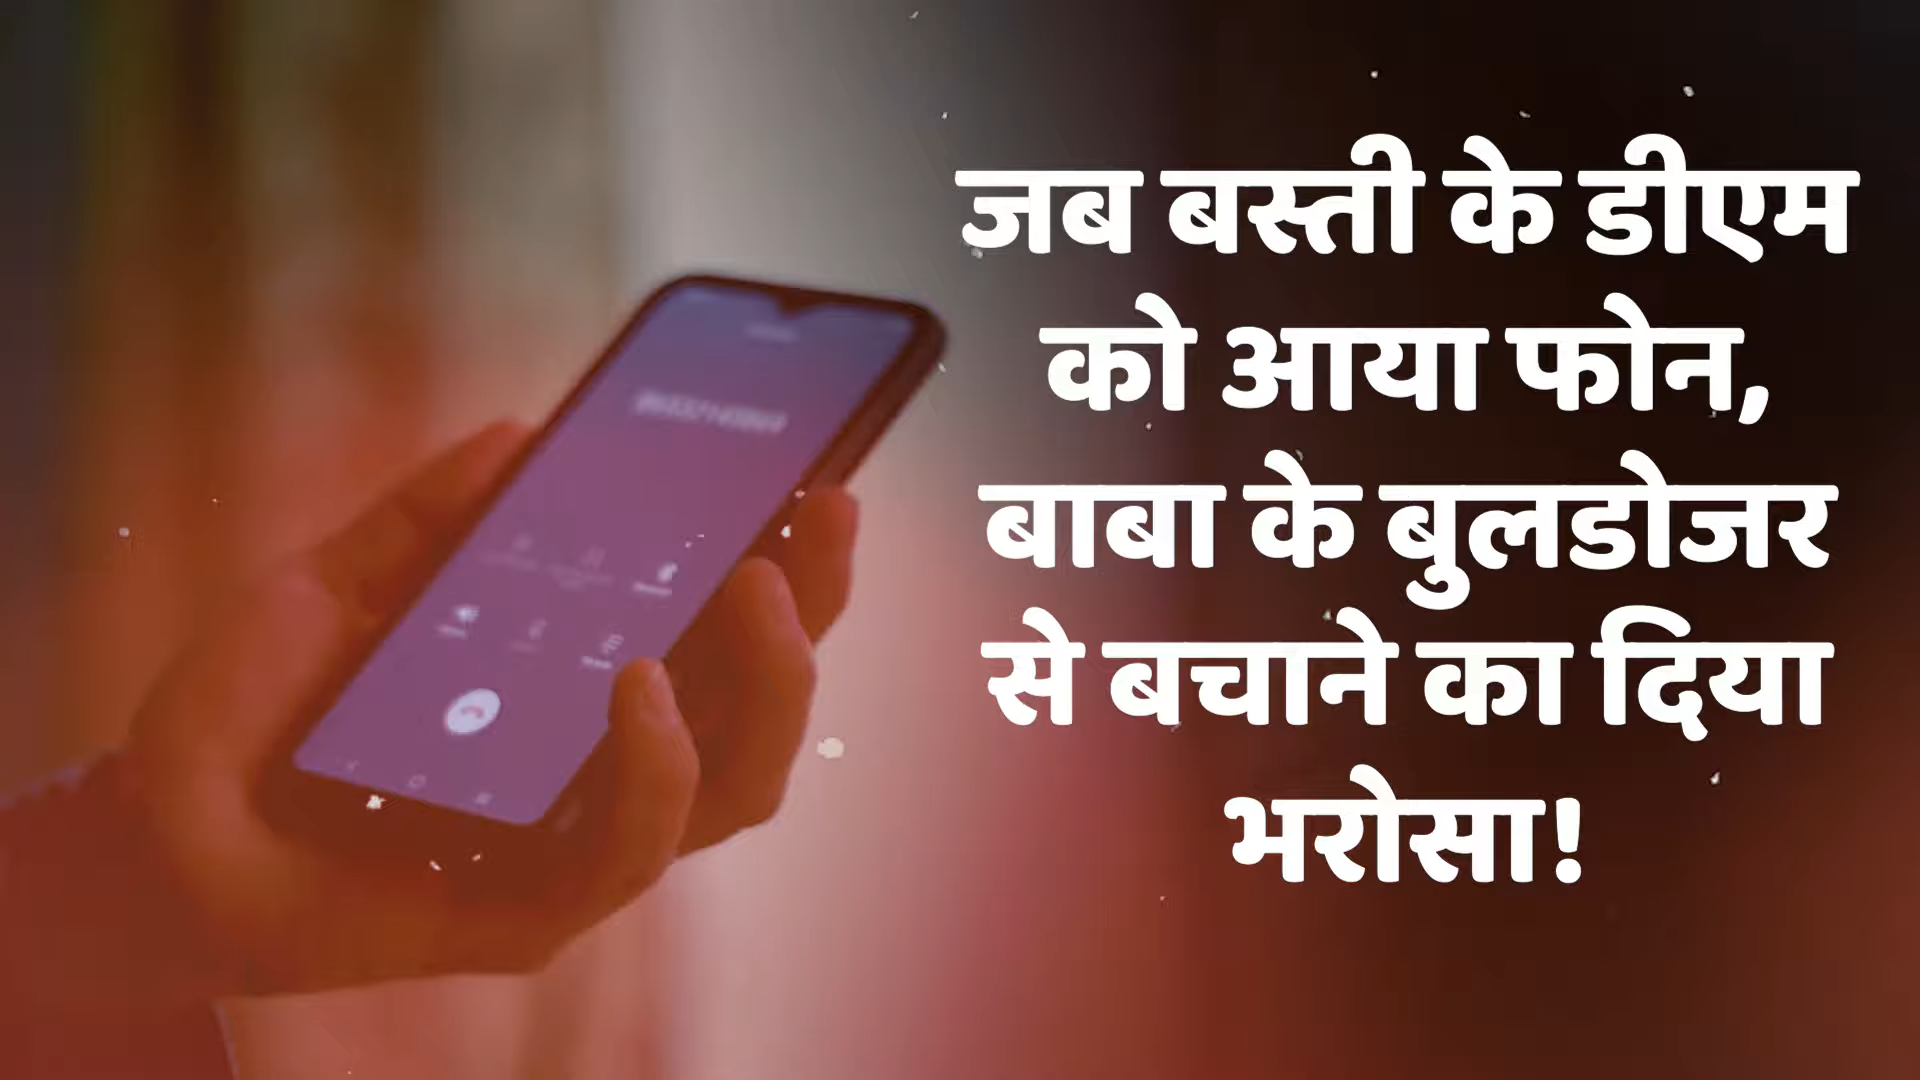 जब बस्ती के डीएम
को आया फोन,
बाबा के बुलडोजर
से बचाने का दिया
भरोसा!